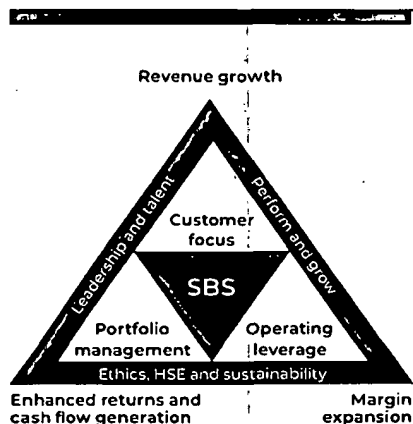 Revenue growth
Leadership and talent
Perform and grow
Customer
focus
SBS
Portfolio
management
Operating
leverage
Ethics, HSE and sustainability
Enhanced returns and
cash flow generation
Margin
expansion